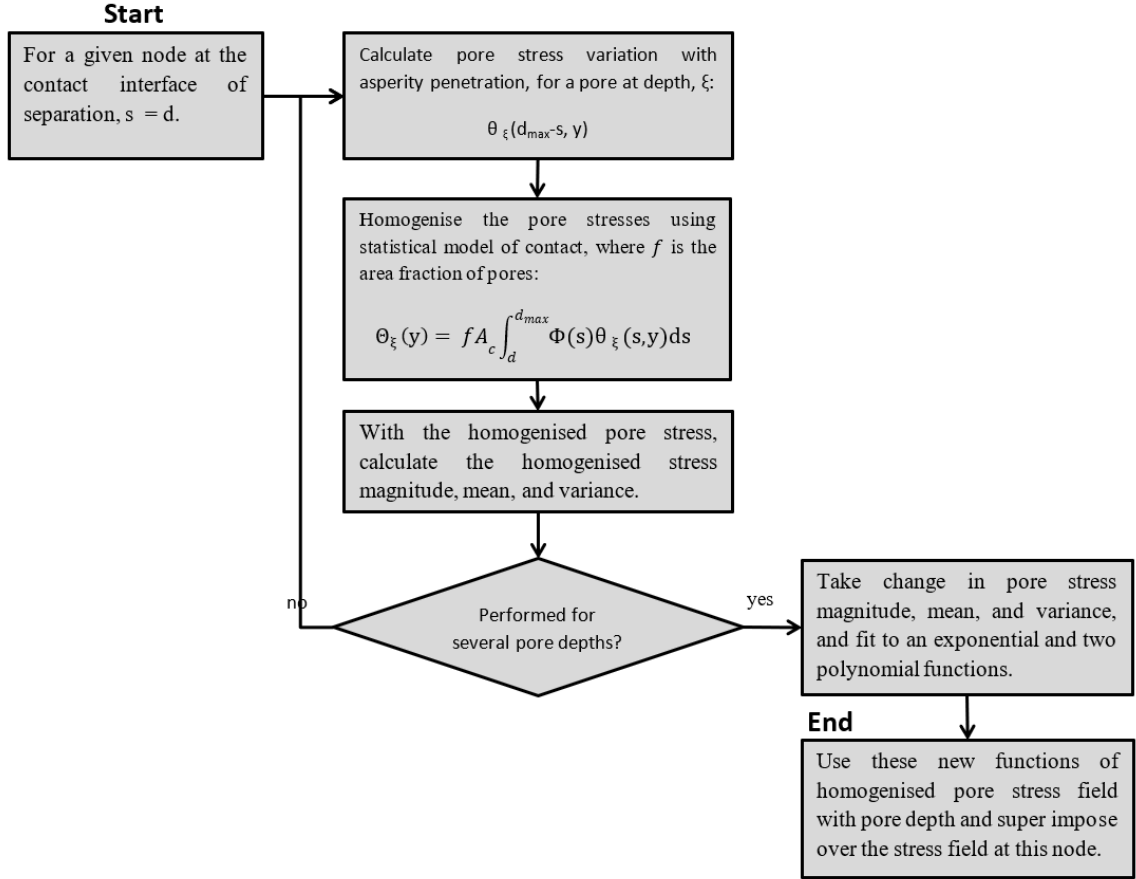 Start
For a given node at the
contact interface of
separation, s = d.
Calculate pore stress variation with
asperity penetration, for a pore at depth, ξ:
θ ξ (dmax-s, y)
Homogenise the pore stresses using
statistical model of contact, where f is the
area fraction of pores:
Θξ (y) = f Ac ∫d^dmax Φ(s)θ ξ (s,y)ds
With the homogenised pore stress,
calculate the homogenised stress
magnitude, mean, and variance.
no
Performed for
several pore depths?
yes
Take change in pore stress
magnitude, mean, and variance,
and fit to an exponential and two
polynomial functions.
End
Use these new functions of
homogenised pore stress field
with pore depth and super impose
over the stress field at this node.